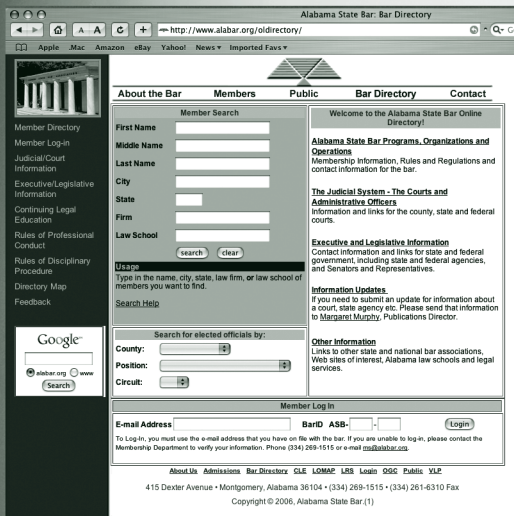 Alabama State Bar: Bar Directory
A A C + http://www.alabar.org/oldirectory/ Q- G
Apple .Mac Amazon eBay Yahoo! News▼ Imported Favs▼
About the Bar Members Public Bar Directory Contact
Member Directory
Member Log-in
Judicial/Court
Information
Executive/Legislative
Information
Continuing Legal
Education
Rules of Professional
Conduct
Rules of Disciplinary
Procedure
Directory Map
Feedback
Google
alabar.org www
Search
Member Search
First Name
Middle Name
Last Name
City
State
Firm
Law School
search clear
Usage
Type in the name, city, state, law firm, or law school of
members you want to find.
Search Help
Search for elected officials by:
County:
Position:
Circuit:
Welcome to the Alabama State Bar Online
Directory!
Alabama State Bar Programs, Organizations and
Operations
Membership Information, Rules and Regulations and
contact information for the bar.
The Judicial System - The Courts and
Administrative Officers
Information and links for the county, state and federal
courts.
Executive and Legislative Information
Contact information and links for state and federal
government, including state and federal agencies,
and Senators and Representatives.
Information Updates
If you need to submit an update for information about
a court, state agency etc. Please send that information
to Margaret Murphy, Publications Director.
Other Information
Links to other state and national bar associations,
Web sites of interest, Alabama law schools and legal
services.
Member Log In
E-mail Address BarID ASB- - Login
To Log-In, you must use the e-mail address that you have on file with the bar. If you are unable to log-in, please contact the
Membership Department to verify your information. Phone (334) 269-1515 or e-mail ms@alabar.org.
About Us Admissions Bar Directory CLE LOMAP LRS Login OGC Public VLP
415 Dexter Avenue • Montgomery, Alabama 36104 • (334) 269-1515 • (334) 261-6310 Fax
Copyright © 2006, Alabama State Bar.(1)